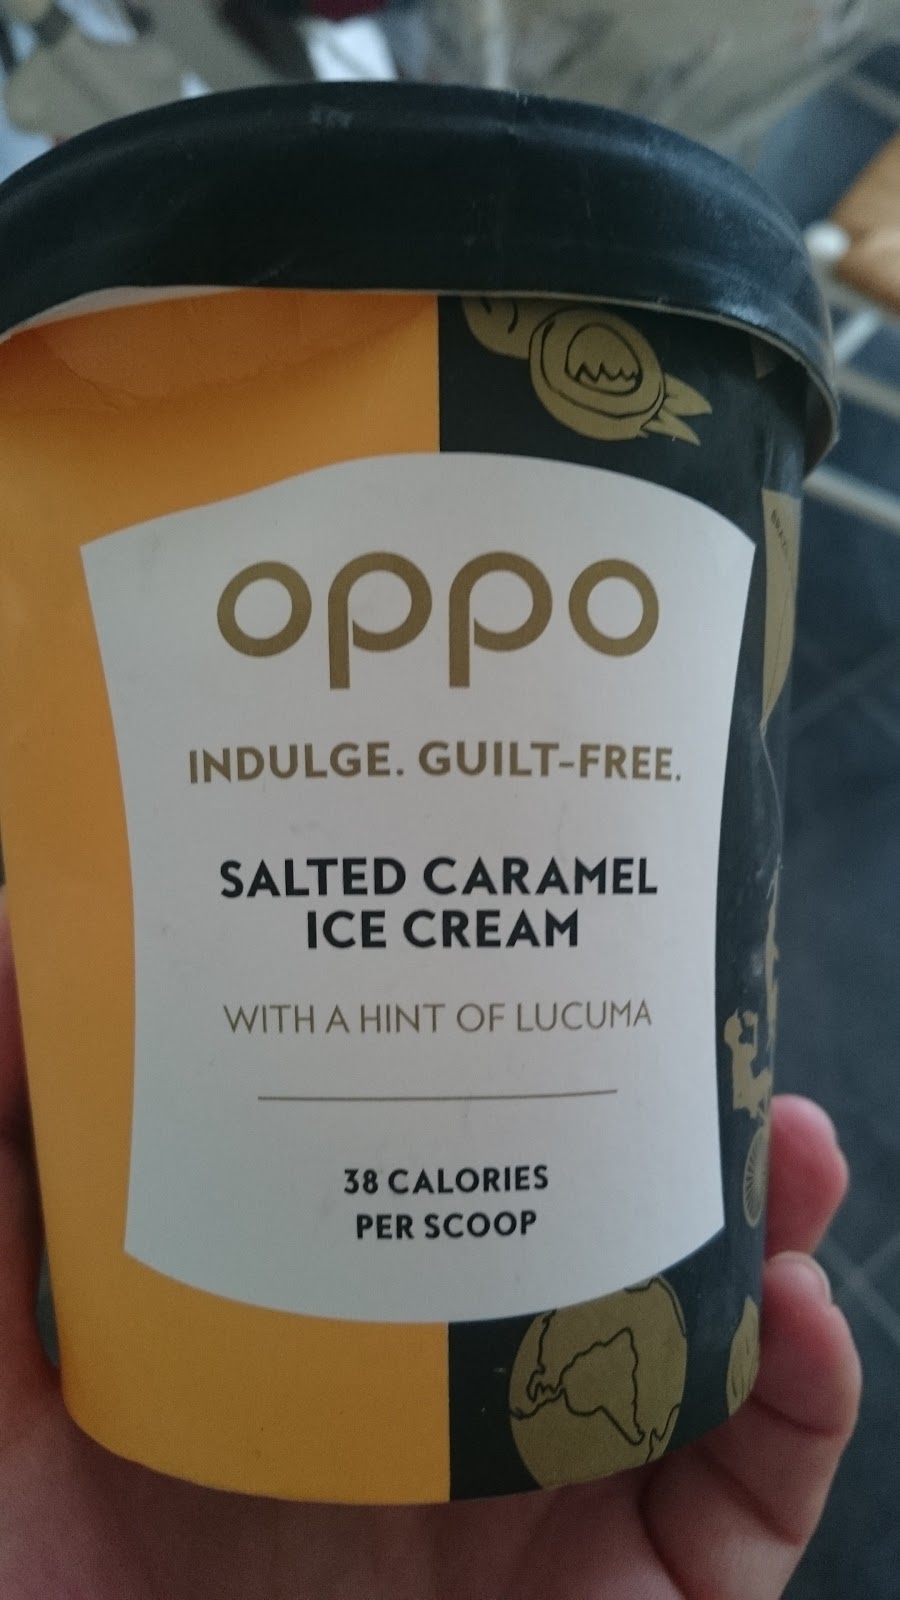 oppo
INDULGE. GUILT-FREE.
SALTED CARAMEL
ICE CREAM
WITH A HINT OF LUCUMA
38 CALORIES
PER SCOOP